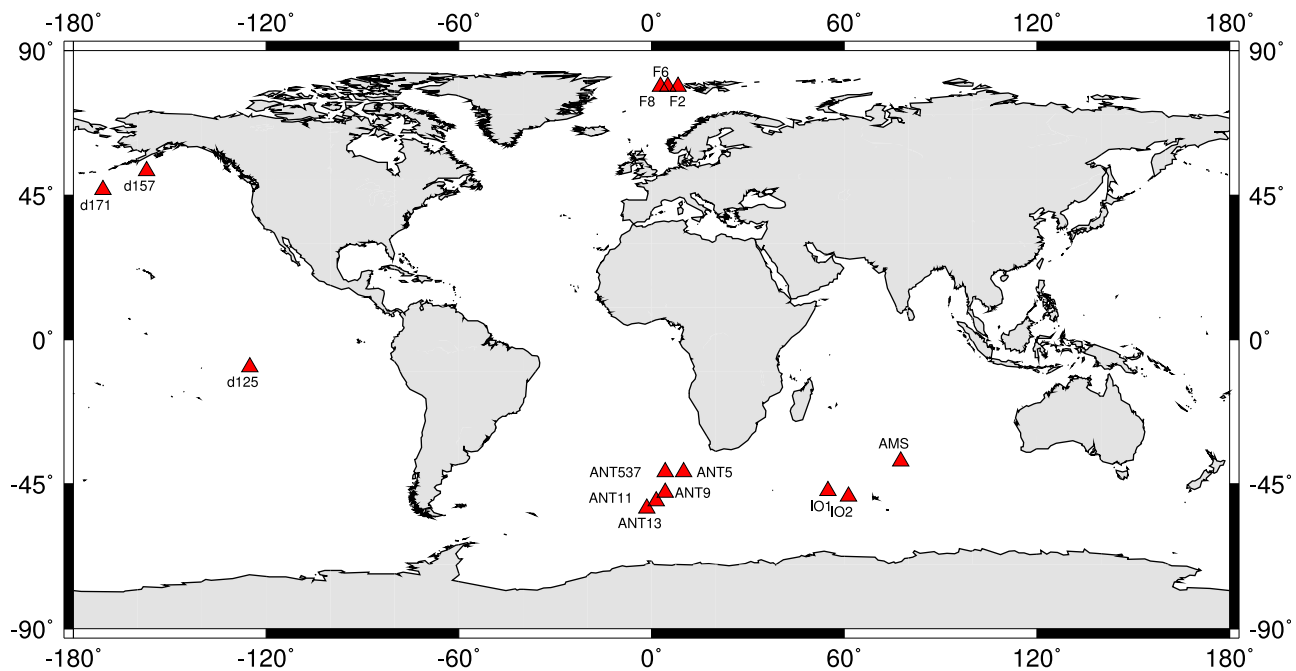 -180˚ -120˚ -60˚ 0˚ 60˚ 120˚ 180˚
90˚ 90˚
F6
F8 F2
d157
d171
45˚ 45˚
0˚ 0˚
d125
AMS
ANT537 ANT5
-45˚ -45˚
ANT11 ANT9
IO1 IO2
ANT13
-90˚ -90˚
-180˚ -120˚ -60˚ 0˚ 60˚ 120˚ 180˚